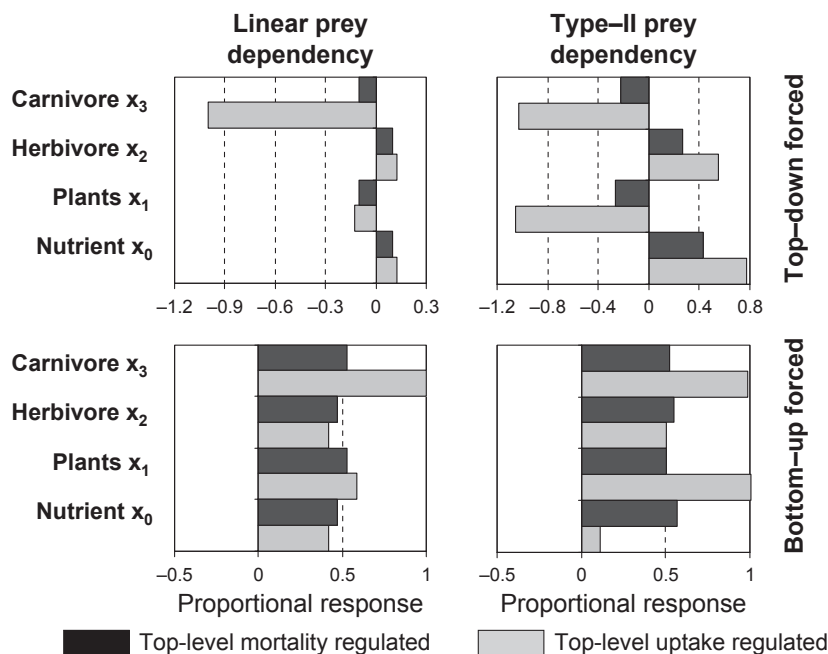 Linear prey dependency
Type–II prey dependency
Carnivore x3
Herbivore x2
Plants x1
Nutrient x0
–1.2 –0.9 –0.6 –0.3 0 0.3
–1.2 –0.8 –0.4 0 0.4 0.8
Top–down forced
Carnivore x3
Herbivore x2
Plants x1
Nutrient x0
–0.5 0 0.5 1
–0.5 0 0.5 1
Bottom–up forced
Proportional response
Proportional response
Top-level mortality regulated
Top-level uptake regulated